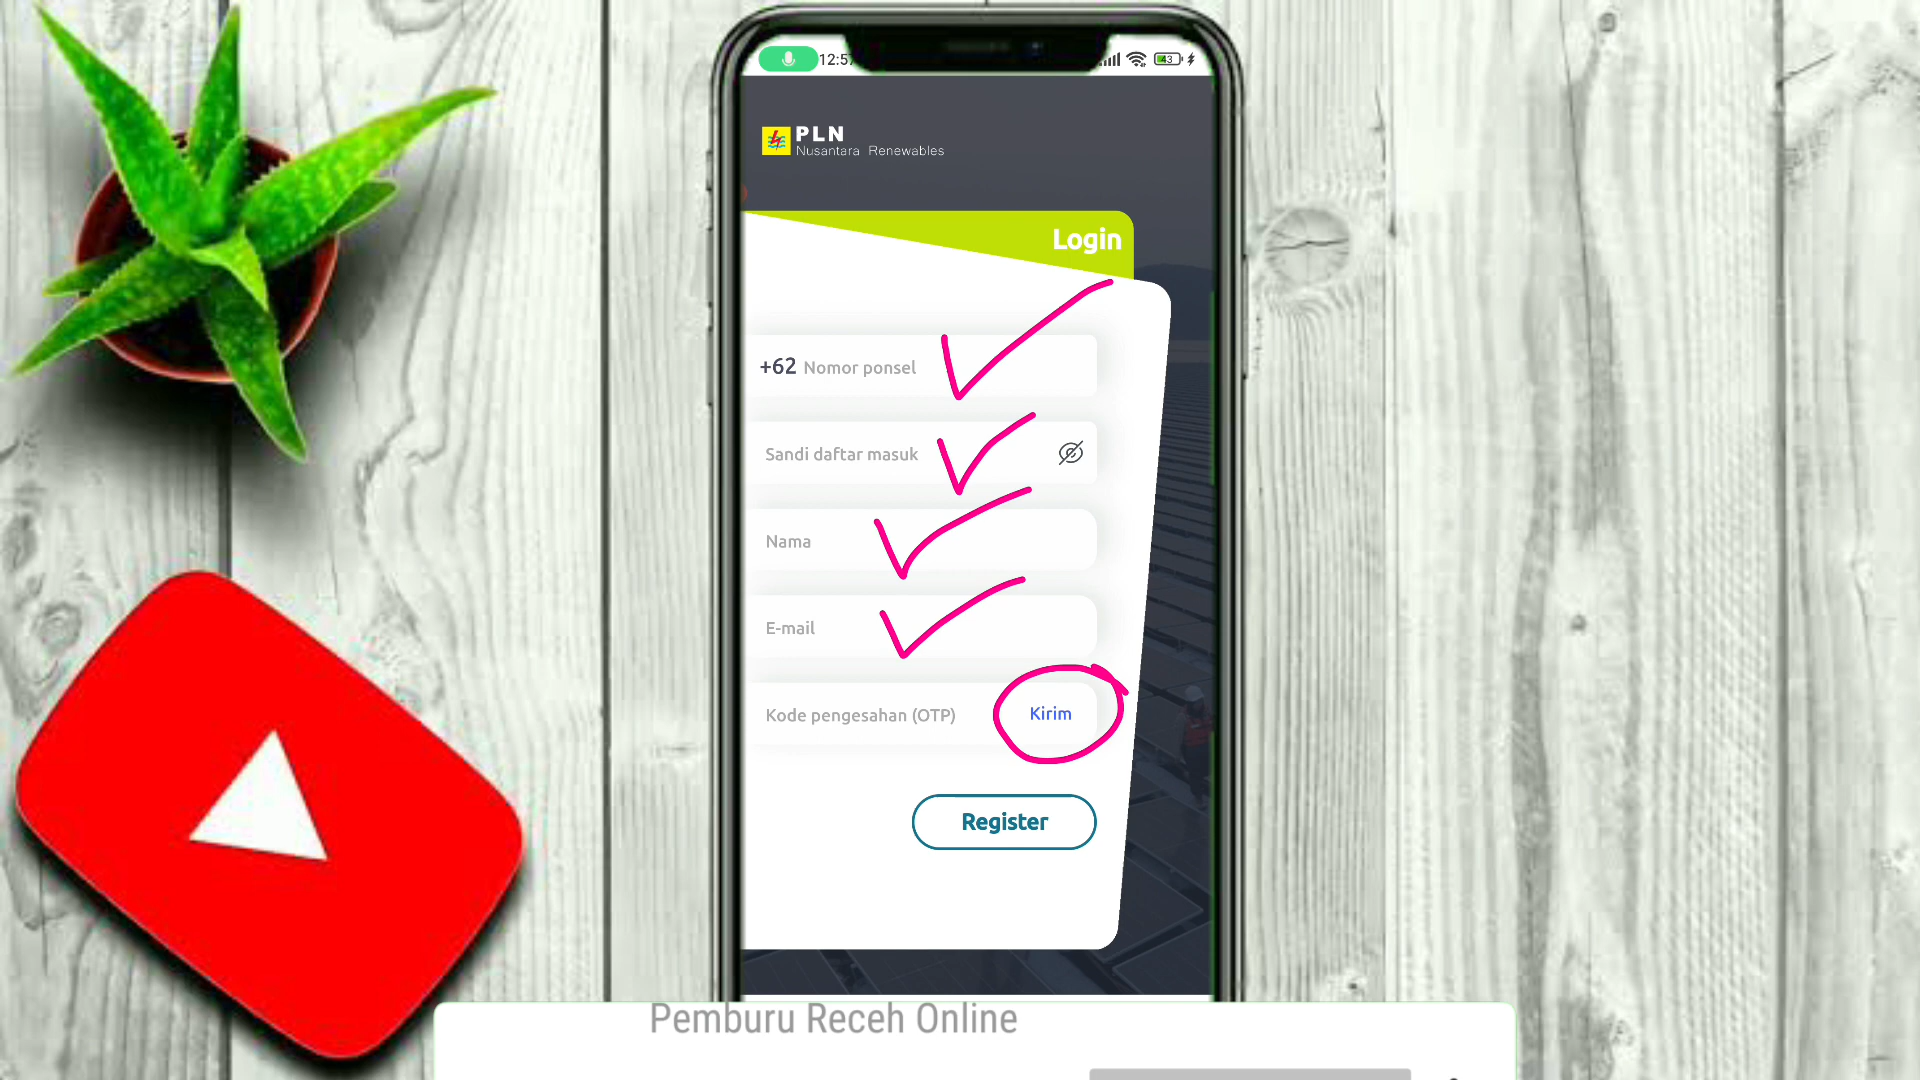 12:57
43
PLN
Nusantara Renewables
Login
+62 Nomor ponsel
Sandi daftar masuk
Nama
E-mail
Kode pengesahan (OTP)
Kirim
Register
Pemburu Receh Online